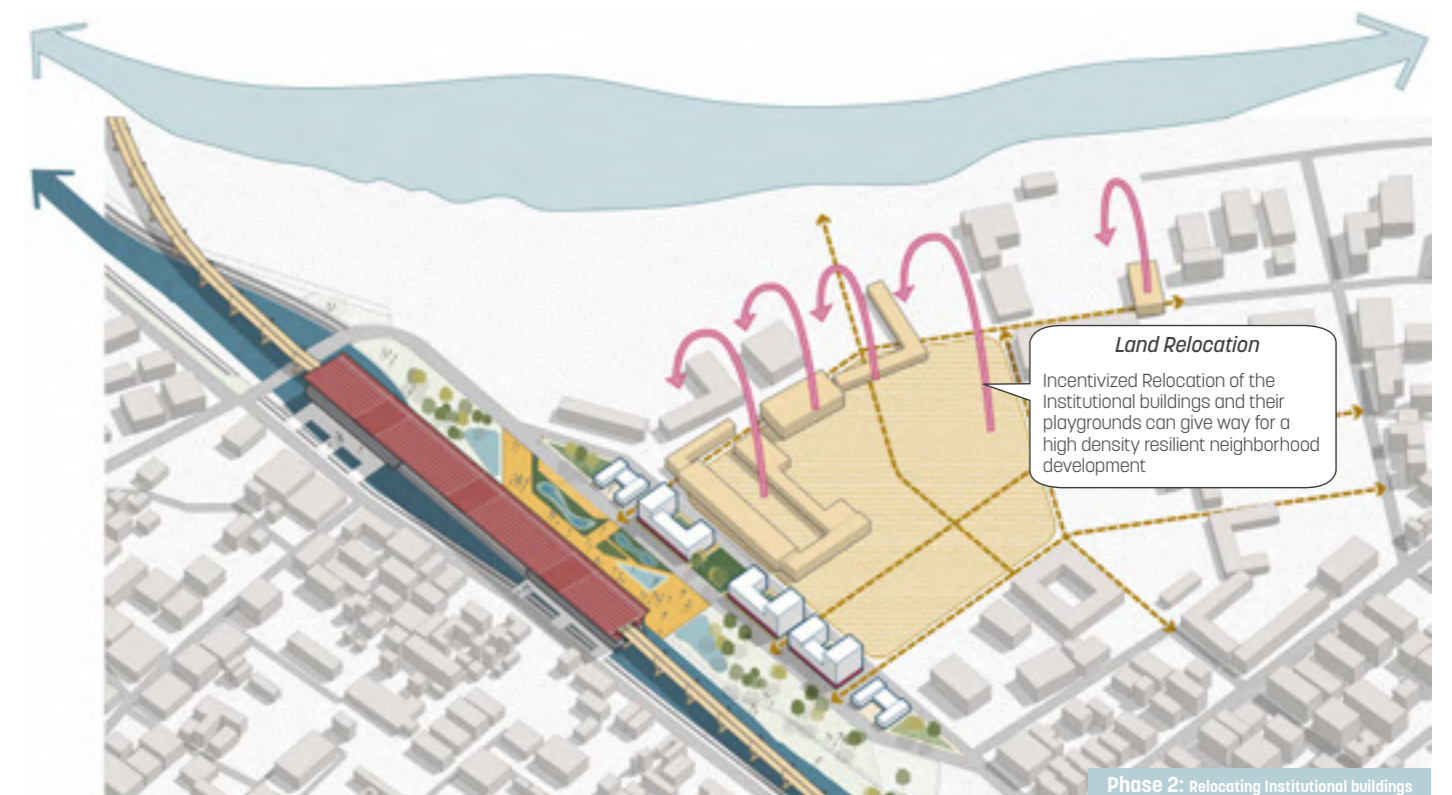 Land Relocation
Incentivized Relocation of the
Institutional buildings and their
playgrounds can give way for a
high density resilient neighborhood
development
Phase 2: Relocating Institutional buildings